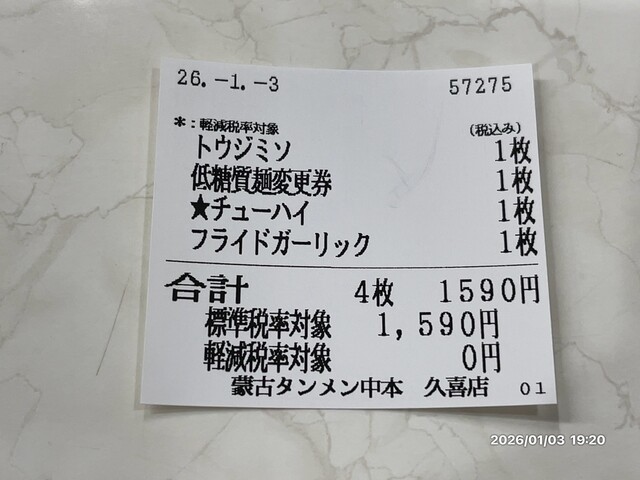 26.-1.-3 57275
*:軽減税率対象 (税込み)
トウジミソ 1枚
低糖質麺変更券 1枚
★チューハイ 1枚
フライドガーリック 1枚
合計 4枚 1590円
標準税率対象 1,590円
軽減税率対象 0円
蒙古タンメン中本 久喜店 01
2026/01/03 19:20